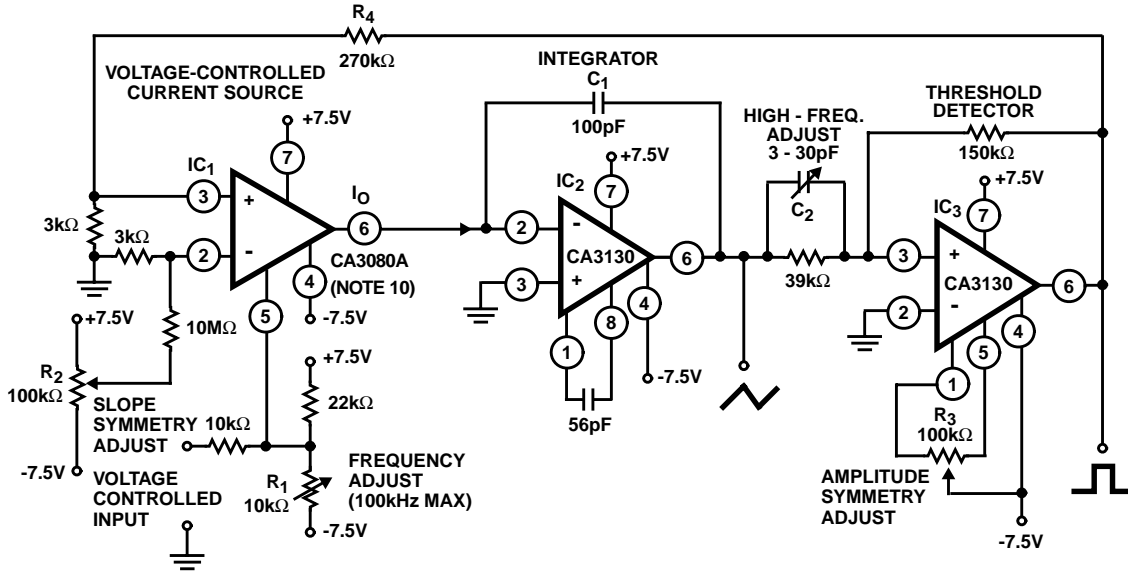 R4
270kΩ
VOLTAGE-CONTROLLED
CURRENT SOURCE
+7.5V
7
IC1
3
+
3kΩ
3kΩ
2
-
IO
6
4
CA3080A
(NOTE 10)
-7.5V
5
+7.5V
10MΩ
R2
100kΩ
SLOPE
SYMMETRY
ADJUST
-7.5V
10kΩ
+7.5V
22kΩ
VOLTAGE
CONTROLLED
INPUT
R1
10kΩ
FREQUENCY
ADJUST
(100kHz MAX)
-7.5V
INTEGRATOR
C1
100pF
+7.5V
IC2
7
2
-
CA3130
6
3
+
4
8
1
-7.5V
56pF
HIGH - FREQ.
ADJUST
3 - 30pF
C2
39kΩ
THRESHOLD
DETECTOR
150kΩ
+7.5V
IC3
7
3
+
CA3130
6
2
-
4
5
1
R3
100kΩ
AMPLITUDE
SYMMETRY
ADJUST
-7.5V